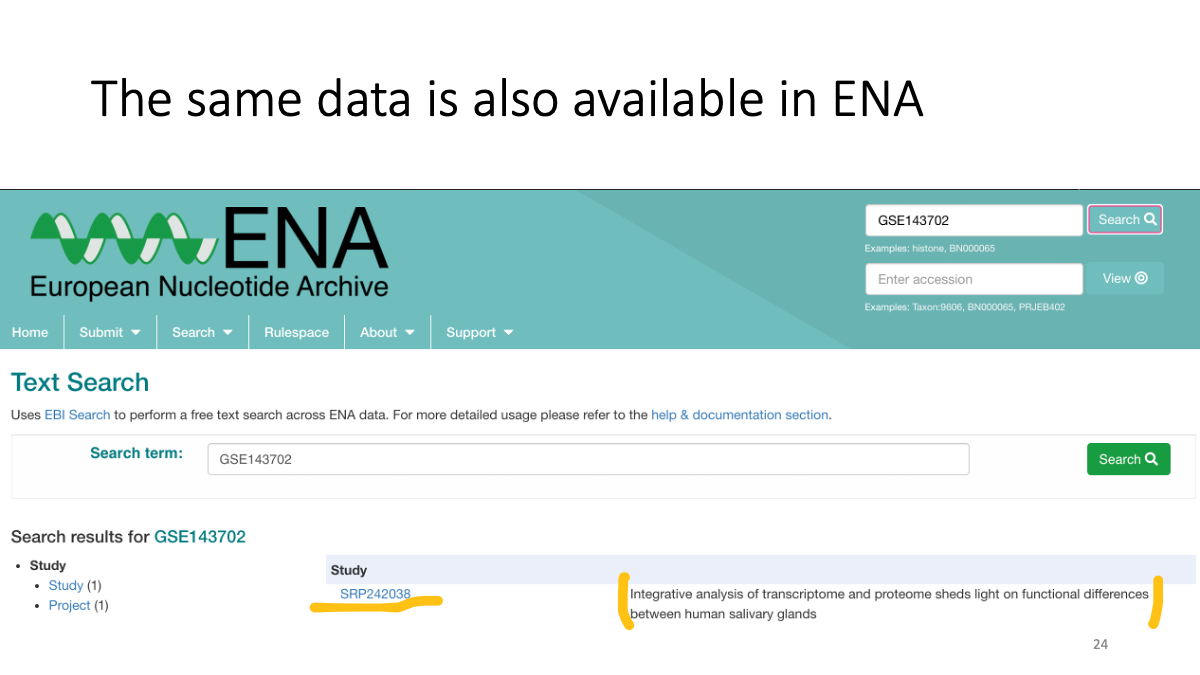 The same data is also available in ENA
ENA
European Nucleotide Archive
GSE143702
Search
Examples: histone, BN000065
Enter accession
View
Examples: Taxon:9606, BN000065, PRJEB402
Home
Submit
Search
Rulespace
About
Support
Text Search
Uses EBI Search to perform a free text search across ENA data. For more detailed usage please refer to the help & documentation section.
Search term:
GSE143702
Search
Search results for GSE143702
• Study
• Study (1)
• Project (1)
Study
SRP242038
Integrative analysis of transcriptome and proteome sheds light on functional differences
between human salivary glands
24